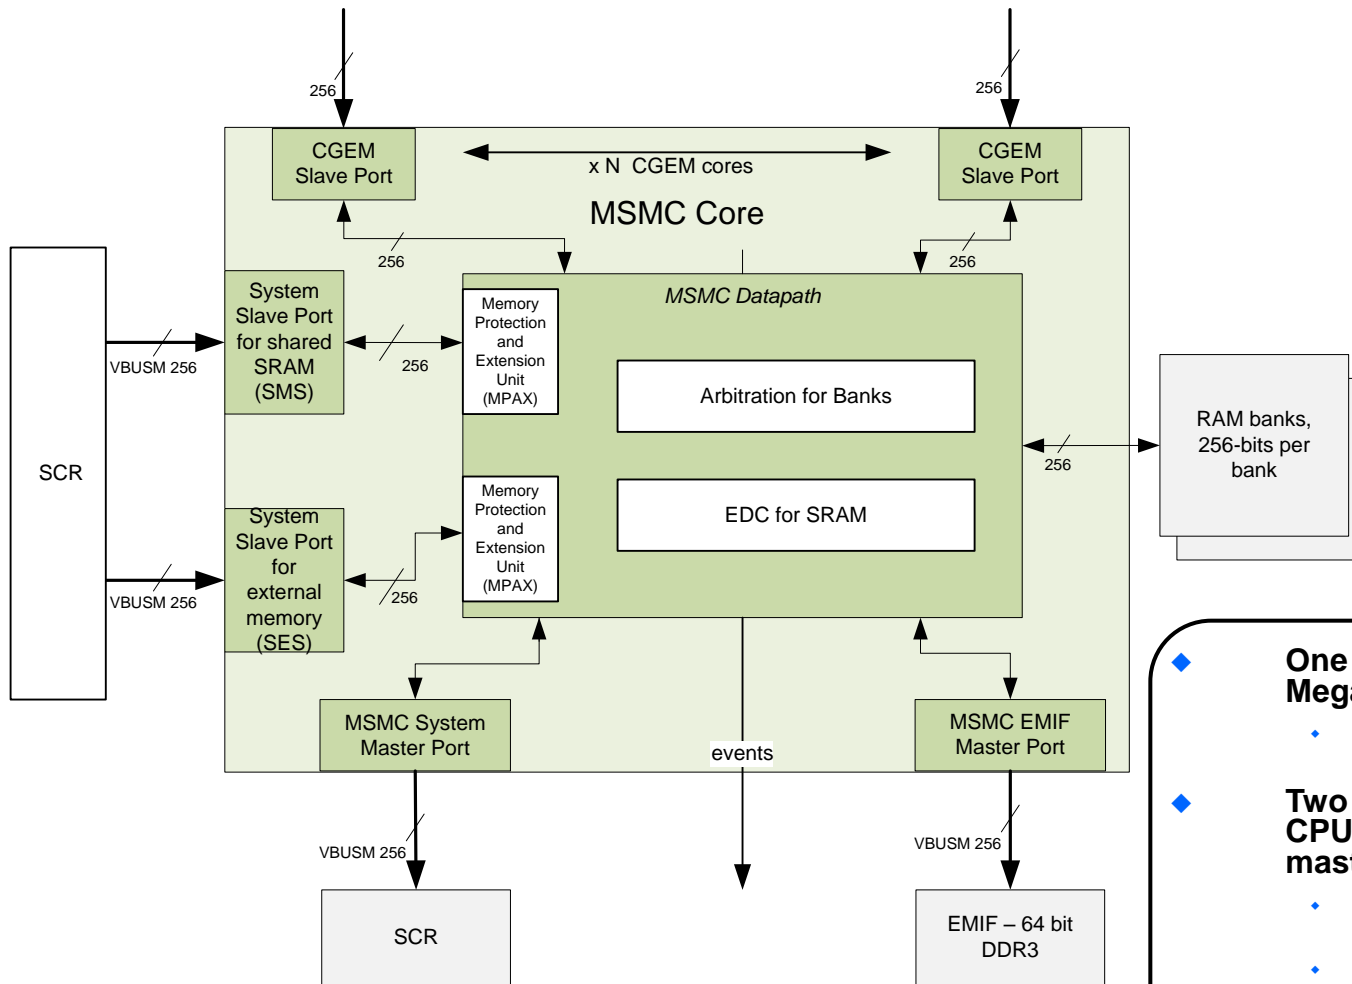 256
256
CGEM
Slave Port
x N  CGEM cores
CGEM
Slave Port
MSMC Core
256
256
System
Slave Port
for shared
SRAM
(SMS)
VBUSM 256
256
Memory
Protection
and
Extension
Unit
(MPAX)
MSMC Datapath
Arbitration for Banks
256
RAM banks,
256-bits per
bank
SCR
System
Slave Port
for
external
memory
(SES)
VBUSM 256
256
Memory
Protection
and
Extension
Unit
(MPAX)
EDC for SRAM
MSMC System
Master Port
events
MSMC EMIF
Master Port
VBUSM 256
VBUSM 256
SCR
EMIF – 64 bit
DDR3
One
Mega
Two
CPU
mast